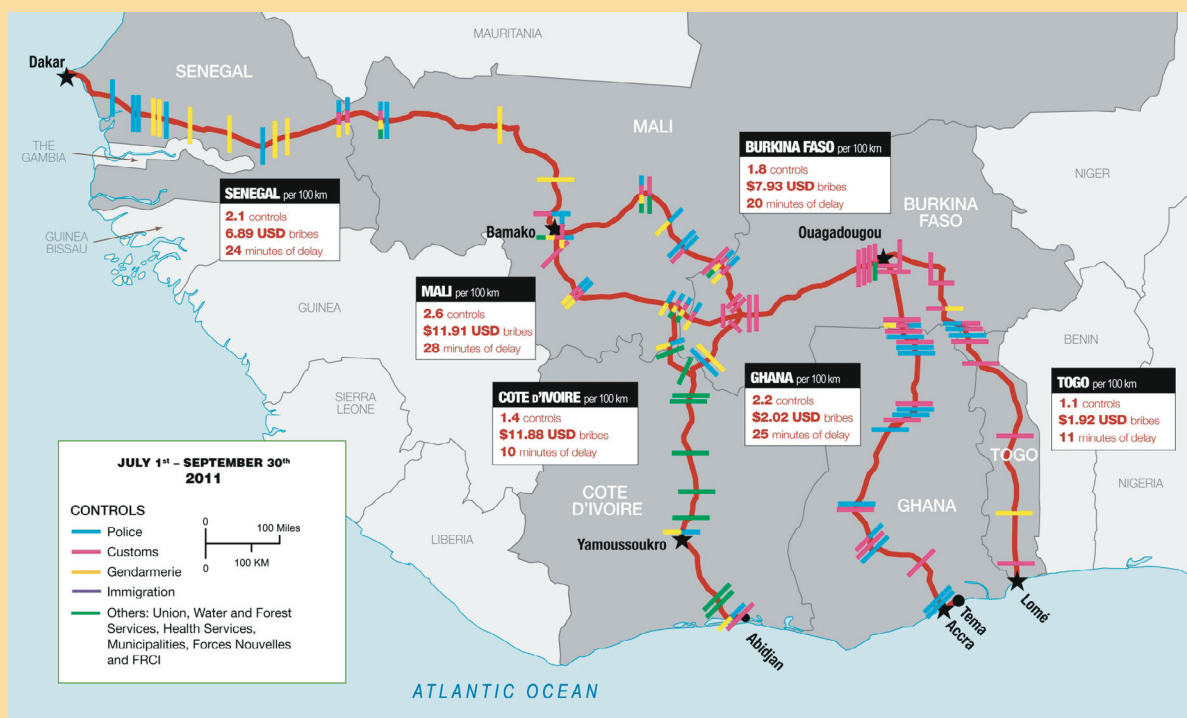 MAURITANIA
Dakar
SENEGAL
MALI
THE
GAMBIA
NIGER
BURKINA FASO per 100 km
1.8 controls
$7.93 USD bribes
20 minutes of delay
SENEGAL per 100 km
2.1 controls
6.89 USD bribes
24 minutes of delay
BURKINA
FASO
GUINEA
BISSAU
Bamako
Ouagadougou
GUINEA
MALI per 100 km
2.6 controls
$11.91 USD bribes
28 minutes of delay
BENIN
SIERRA
LEONE
COTE D'IVOIRE per 100 km
1.4 controls
$11.88 USD bribes
10 minutes of delay
GHANA per 100 km
2.2 controls
$2.02 USD bribes
25 minutes of delay
TOGO per 100 km
1.1 controls
$1.92 USD bribes
11 minutes of delay
TOGO
NIGERIA
COTE
D'IVOIRE
GHANA
LIBERIA
Yamoussoukro
Abidjan
Accra
Tema
Lomé
JULY 1st – SEPTEMBER 30th
2011
CONTROLS
Police
Customs
Gendarmerie
Immigration
Others: Union, Water and Forest
Services, Health Services,
Municipalities, Forces Nouvelles
and FRCI
0 100 Miles
0 100 KM
ATLANTIC OCEAN